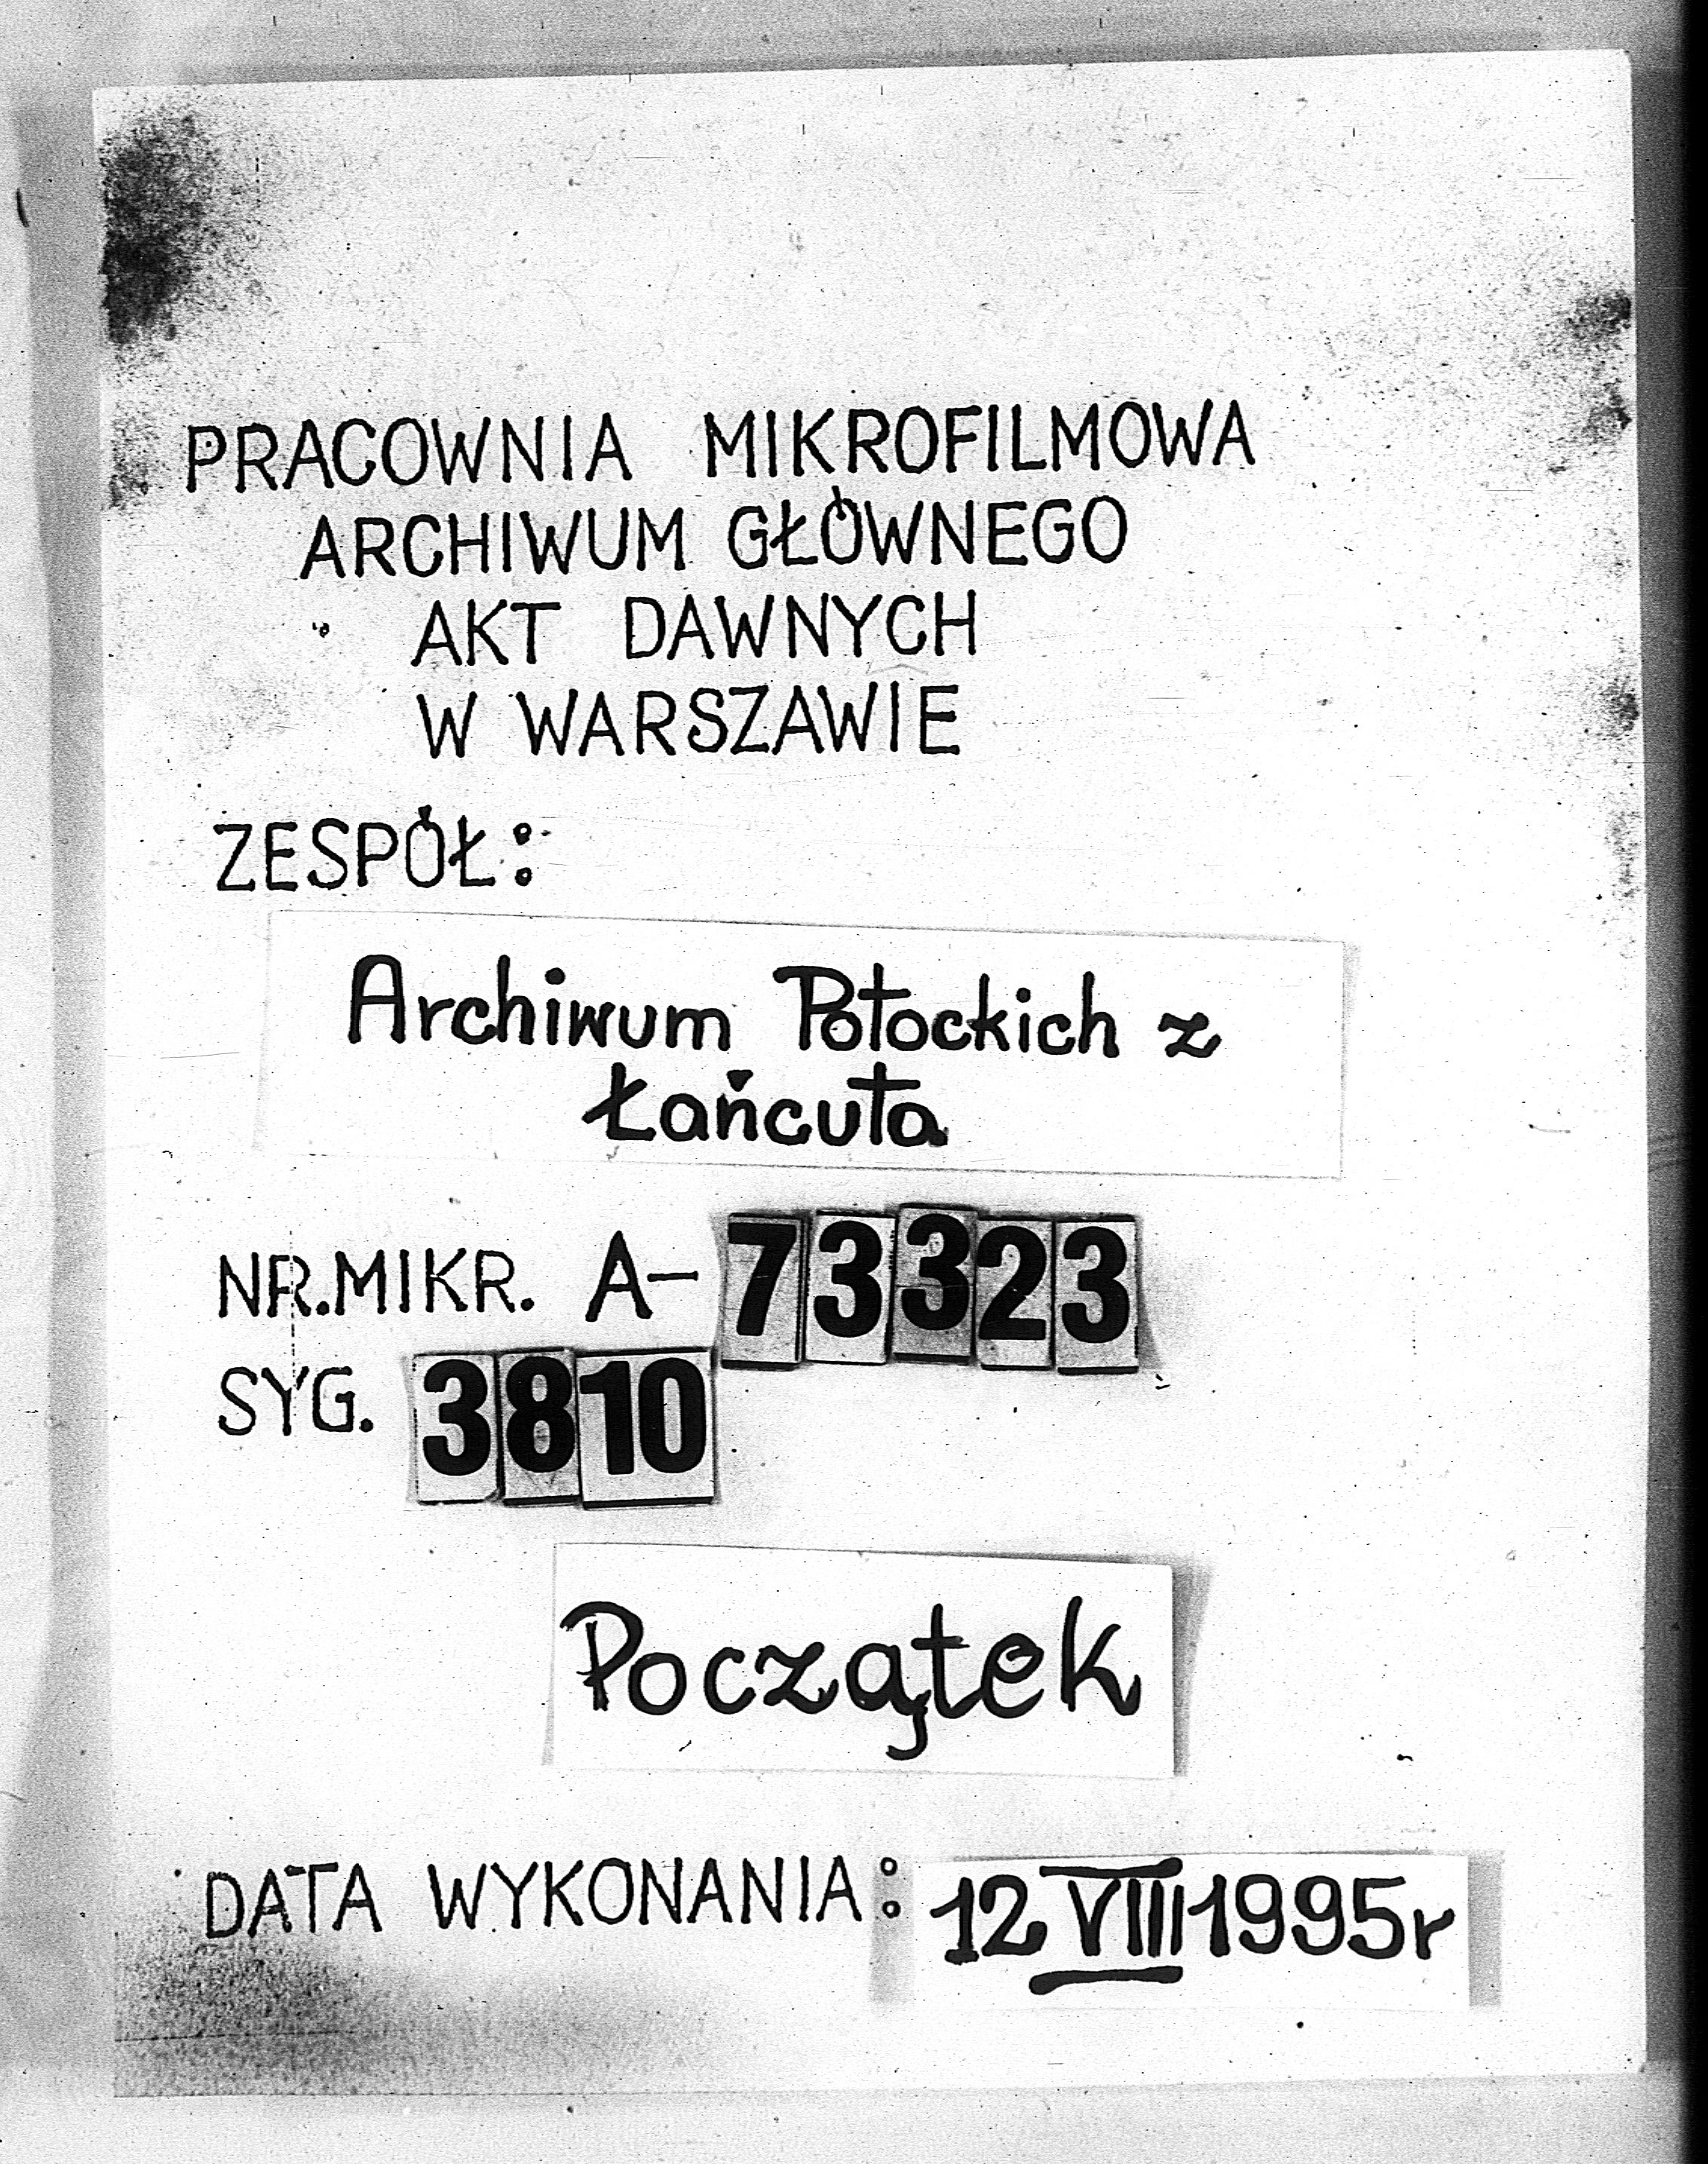 PRACOWNIA MIKROFILMOWA
ARCHIWUM GŁÓWNEGO
AKT DAWNYCH
W WARSZAWIE
ZESPÓŁ:
Archiwum Potockich z
Łańcuta
NR.MIKR. A-73323
SYG. 3810
Początek
DATA WYKONANIA: 12 VIII 1995r